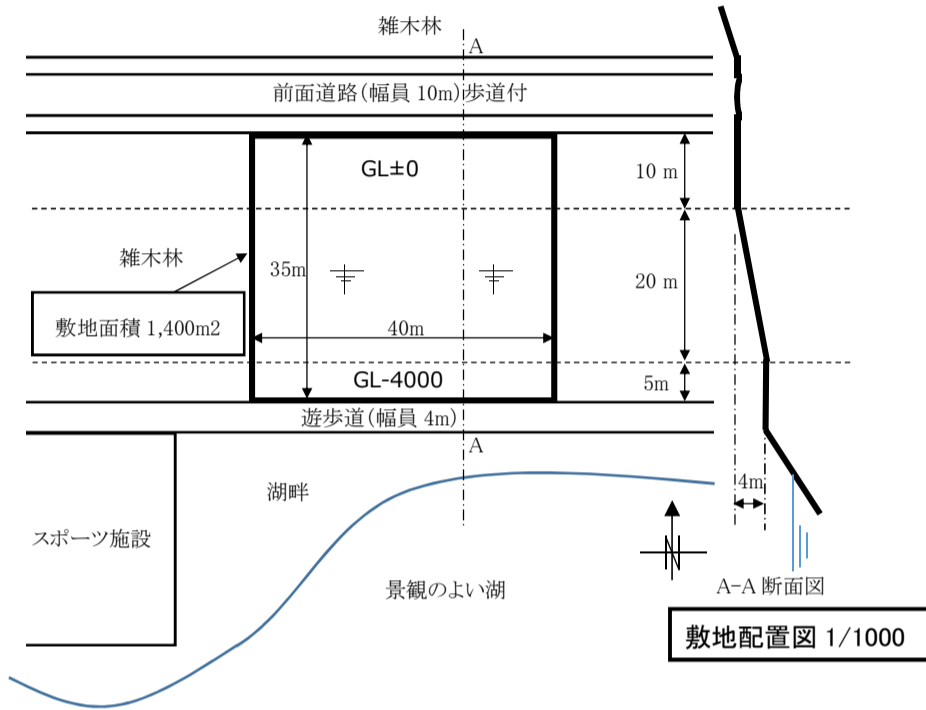 雑木林
A
前面道路(幅員 10m)歩道付
GL±0
10 m
雑木林
35m
20 m
敷地面積 1,400m2
40m
GL-4000
5m
遊歩道(幅員 4m)
A
湖畔
4m
スポーツ施設
N
景観のよい湖
A-A 断面図
敷地配置図 1/1000